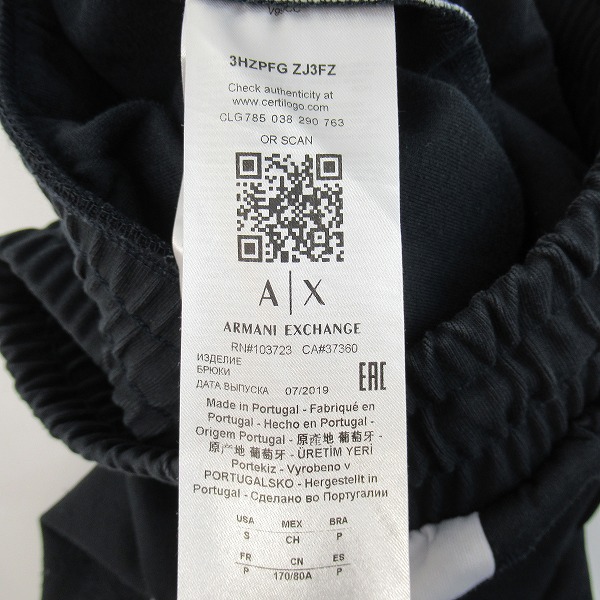 3HZPFG ZJ3FZ
Check authenticity at
www.certilogo.com
CLG 785 038 290 763
OR SCAN
A|X
ARMANI EXCHANGE
RN#103723 CA#37360
ИЗДЕЛИЕ
БРЮКИ
ДАТА ВЫПУСКА 07/2019
EAC
Made in Portugal - Fabriqué en
Portugal - Hecho en Portugal -
Origem Portugal - 原産地 葡萄牙 -
原产地 葡萄牙 - ÜRETİM YERİ
Portekiz - Vyrobeno v
PORTUGALSKO - Hergestellt in
Portugal - Сделано во Португалии
USA MEX BRA
S CH P
FR CN ES
P 170/80A P